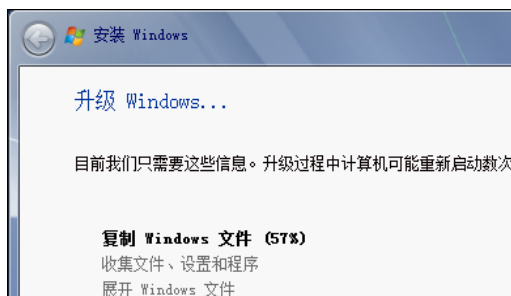 安装 Windows
升级 Windows...
目前我们只需要这些信息。升级过程中计算机可能重新启动数次
复制 Windows 文件 (57%)
收集文件、设置和程序
展开 Windows 文件